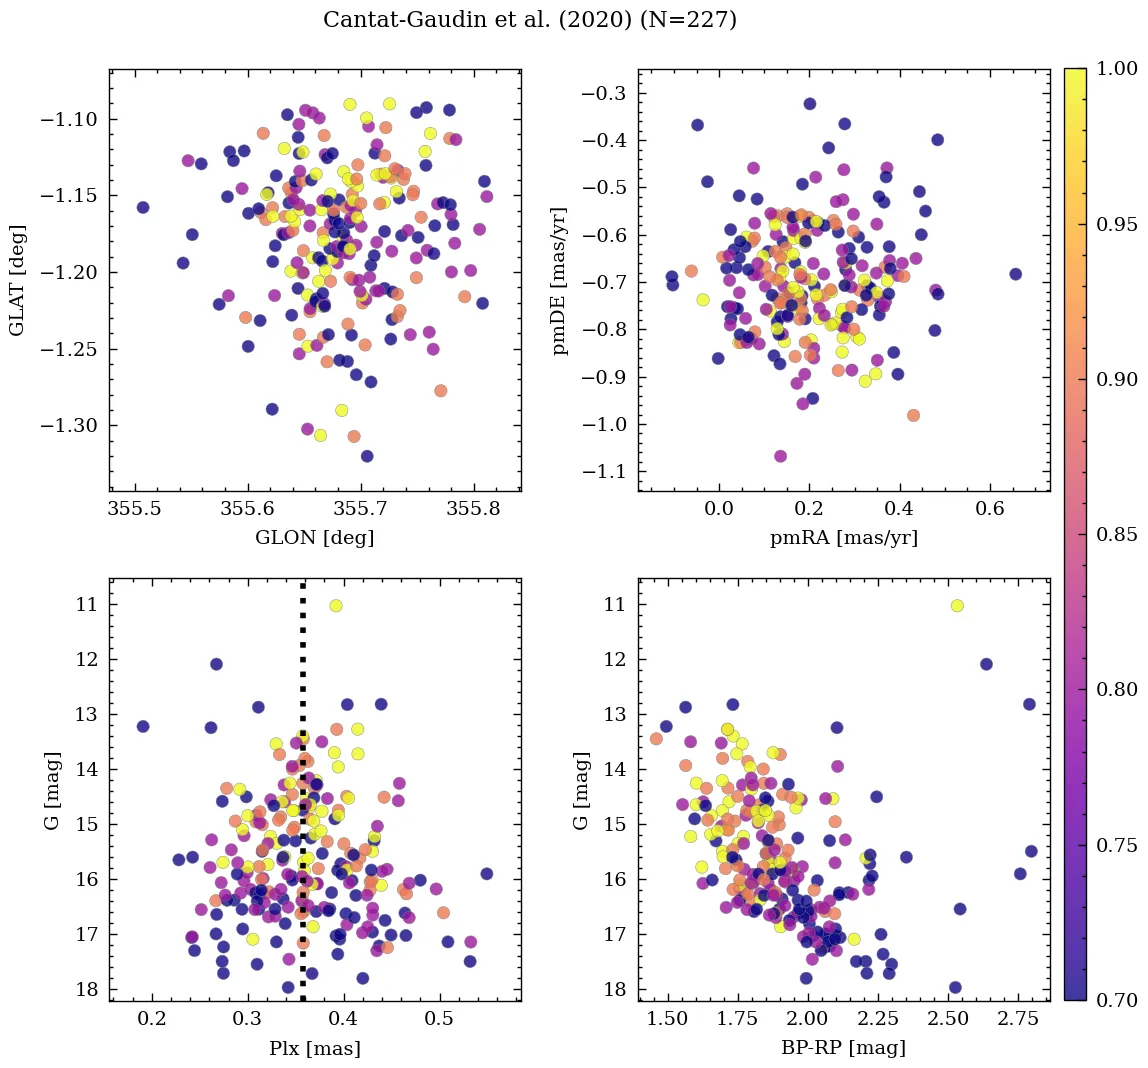 Cantat-Gaudin et al. (2020) (N=227)
−1.10
−1.15
−1.20
−1.25
−1.30
GLAT [deg]
355.5 355.6 355.7 355.8
GLON [deg]
−0.3
−0.4
−0.5
−0.6
−0.7
−0.8
−0.9
−1.0
−1.1
pmDE [mas/yr]
0.0 0.2 0.4 0.6
pmRA [mas/yr]
11
12
13
14
15
16
17
18
G [mag]
0.2 0.3 0.4 0.5
Plx [mas]
11
12
13
14
15
16
17
18
G [mag]
1.50 1.75 2.00 2.25 2.50 2.75
BP-RP [mag]
1.00
0.95
0.90
0.85
0.80
0.75
0.70